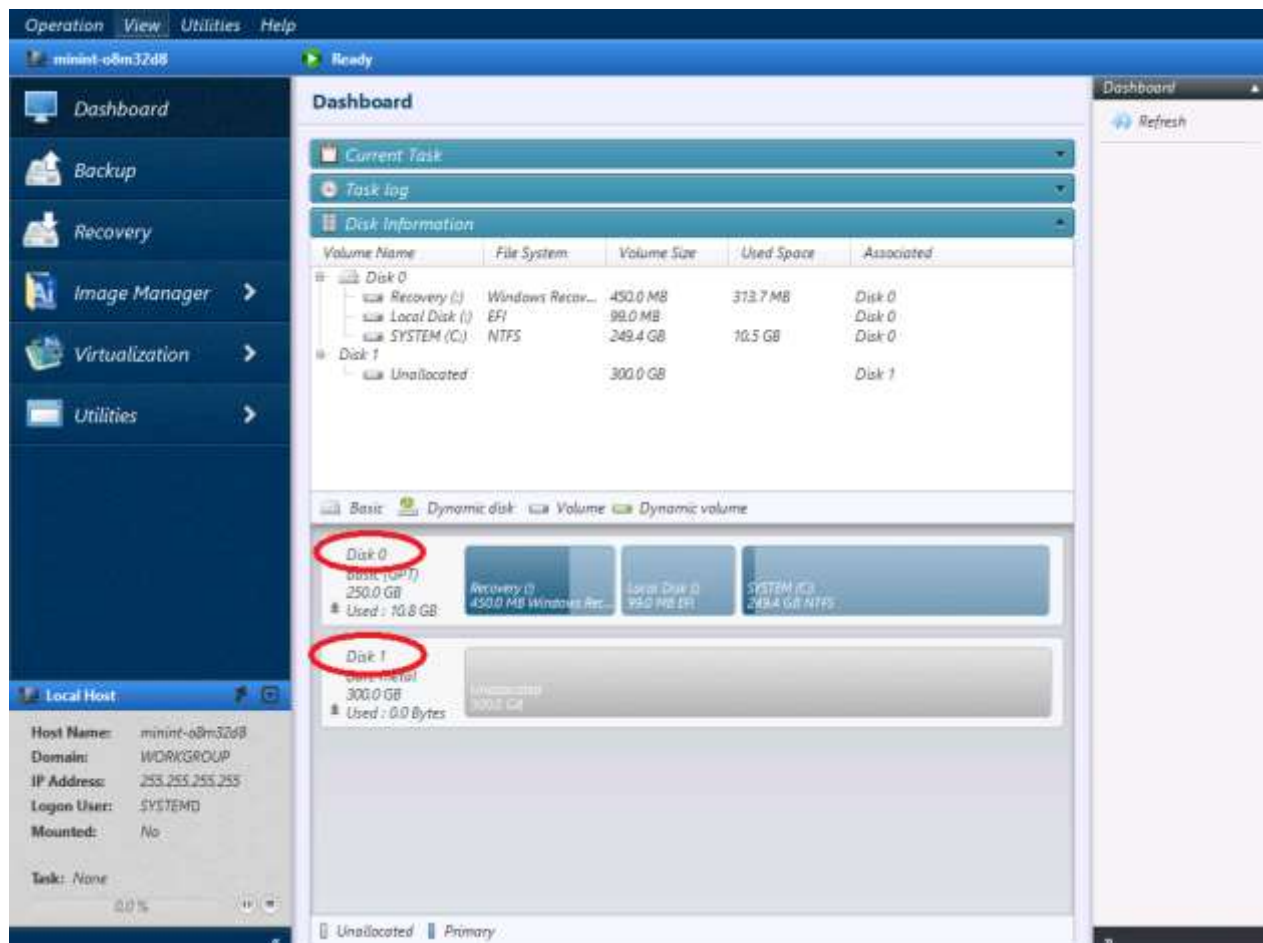 Operation View Utilities Help
minint-o8m32d8 Ready
Dashboard
Backup
Recovery
Image Manager
Virtualization
Utilities
Dashboard
Current Task
Task log
Disk Information
Volume Name File System Volume Size Used Space Associated
Disk 0
Recovery (:) Windows Recov... 450.0 MB 313.7 MB Disk 0
Local Disk (:) EFI 99.0 MB Disk 0
SYSTEM (C:) NTFS 249.4 GB 10.5 GB Disk 0
Disk 1
Unallocated 300.0 GB Disk 1
Basic Dynamic disk Volume Dynamic volume
Disk 0
Basic (GPT)
250.0 GB
Used : 10.8 GB
Recovery (:)
450.0 MB Windows Rec...
Local Disk (:)
99.0 MB EFI
SYSTEM (C:)
249.4 GB NTFS
Disk 1
Bare Metal
300.0 GB
Used : 0.0 Bytes
Unallocated
300.0 GB
Unallocated Primary
Dashboard
Refresh
Local Host
Host Name: minint-o8m32d8
Domain: WORKGROUP
IP Address: 255.255.255.255
Logon User: SYSTEM0
Mounted: No
Task: None
0.0 %